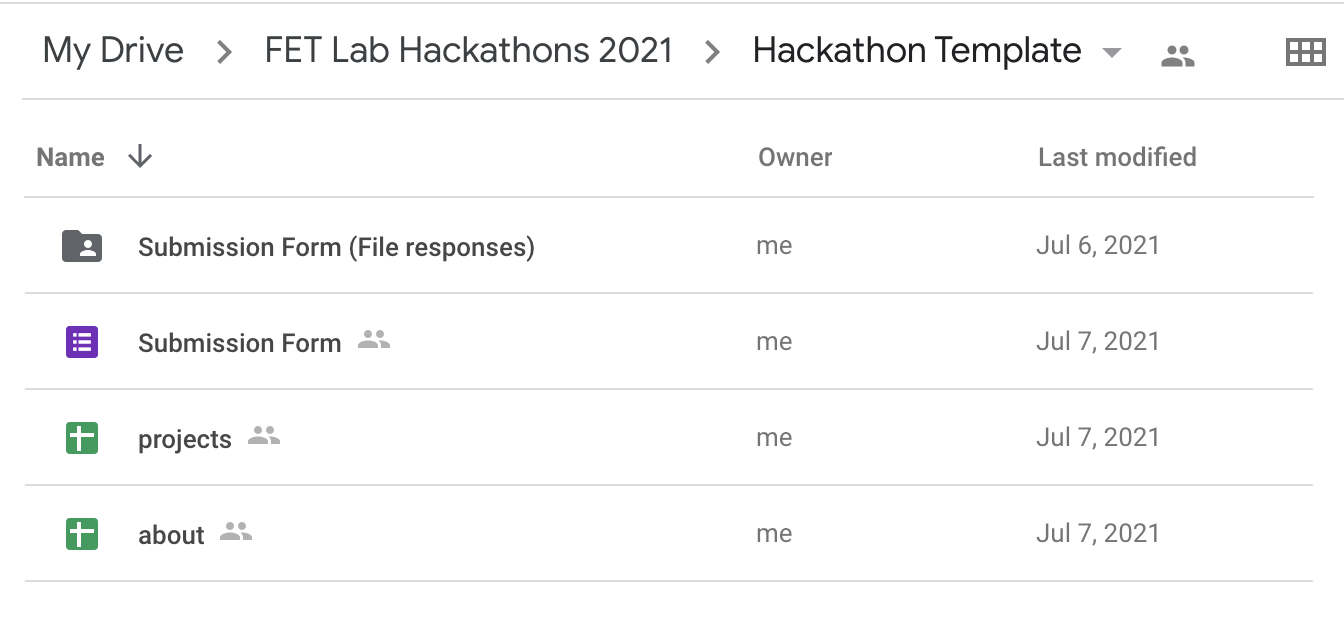 My Drive > FET Lab Hackathons 2021 > Hackathon Template
Name Owner Last modified
Submission Form (File responses) me Jul 6, 2021
Submission Form me Jul 7, 2021
projects me Jul 7, 2021
about me Jul 7, 2021